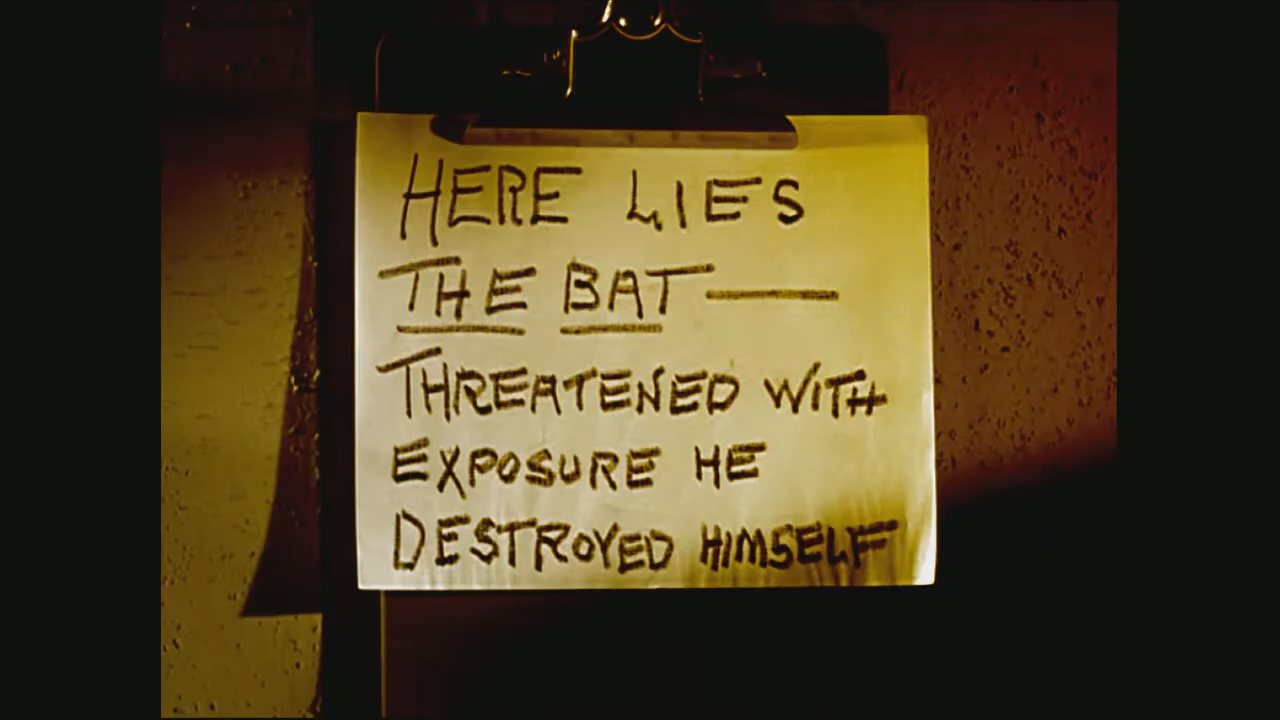 HERE LIES
THE BAT —
THREATENED WITH
EXPOSURE HE
DESTROYED HIMSELF